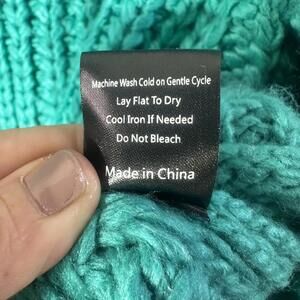 Machine Wash Cold on Gentle Cycle
Lay Flat To Dry
Cool Iron If Needed
Do Not Bleach
Made in China